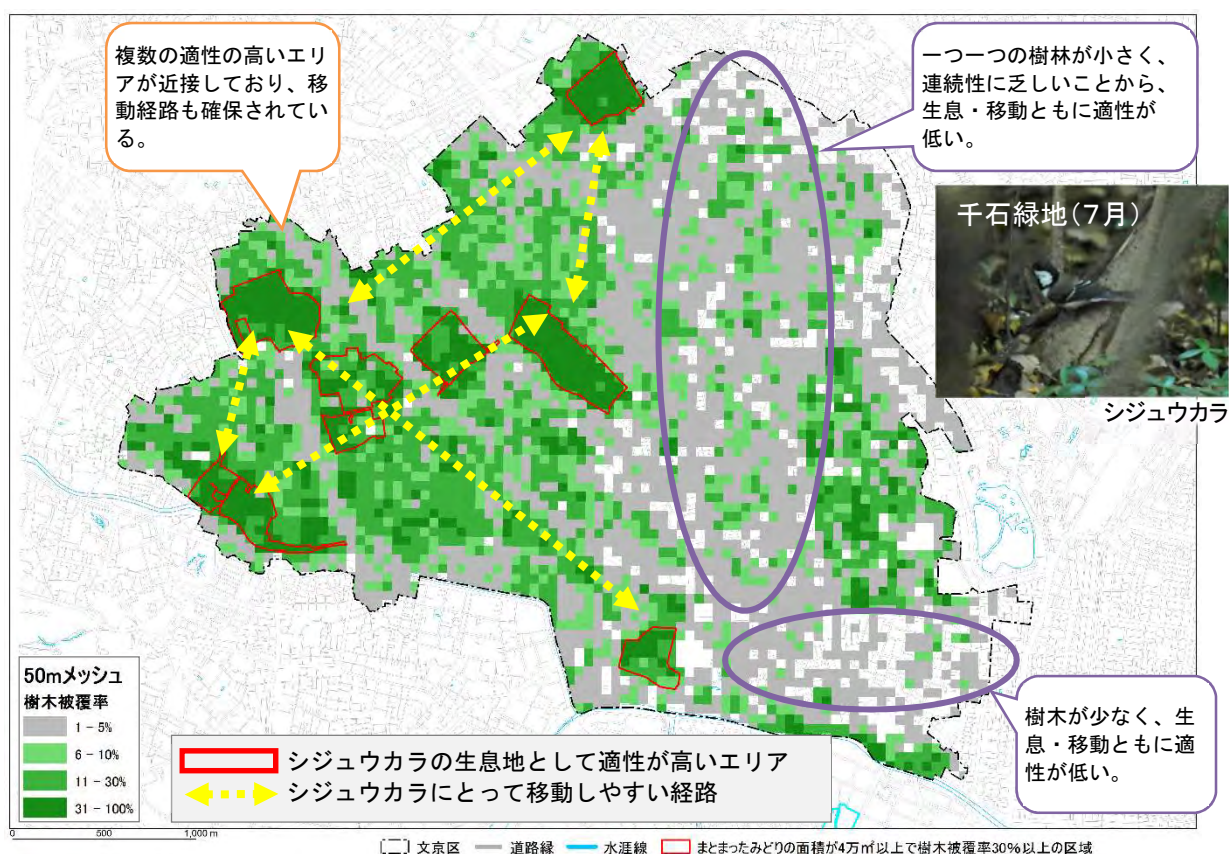 複数の適性の高いエリ
アが近接しており、移
動経路も確保されてい
る。
一つ一つの樹林が小さく、
連続性に乏しいことから、
生息・移動ともに適性が
低い。
千石緑地(7月)
シジュウカラ
樹木が少なく、生
息・移動ともに適
性が低い。
50mメッシュ
樹木被覆率
1 - 5%
6 - 10%
11 - 30%
31 - 100%
シジュウカラの生息地として適性が高いエリア
シジュウカラにとって移動しやすい経路
0 500 1,000 m
文京区 道路縁 水涯線 まとまったみどりの面積が4万㎡以上で樹木被覆率30%以上の区域